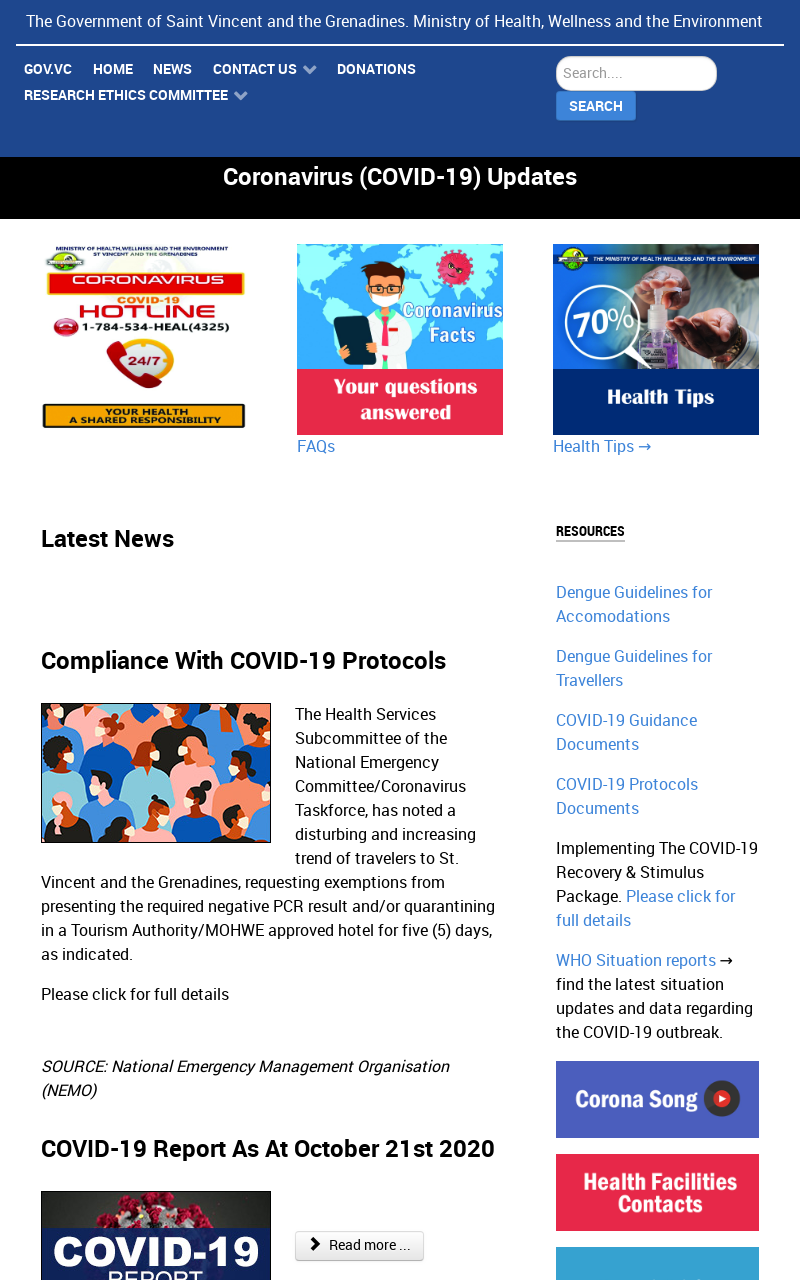 The Government of Saint Vincent and the Grenadines. Ministry of Health, Wellness and the Environment
GOV.VC HOME NEWS CONTACT US DONATIONS
RESEARCH ETHICS COMMITTEE
Search....
SEARCH
Coronavirus (COVID-19) Updates
MINISTRY OF HEALTH,WELLNESS AND THE ENVIRONMENT
ST VINCENT AND THE GRENADINES
CORONAVIRUS
COVID-19
HOTLINE
1-784-534-HEAL(4325)
24/7
YOUR HEALTH
A SHARED RESPONSIBILITY
Coronavirus
Facts
Your questions
answered
FAQs
THE MINISTRY OF HEALTH WELLNESS AND THE ENVIRONMENT
70%
Health Tips
Health Tips →
Latest News
Compliance With COVID-19 Protocols
The Health Services
Subcommittee of the
National Emergency
Committee/Coronavirus
Taskforce, has noted a
disturbing and increasing
trend of travelers to St.
Vincent and the Grenadines, requesting exemptions from
presenting the required negative PCR result and/or quarantining
in a Tourism Authority/MOHWE approved hotel for five (5) days,
as indicated.
Please click for full details
SOURCE: National Emergency Management Organisation
(NEMO)
COVID-19 Report As At October 21st 2020
COVID-19
REPORT
Read more ...
RESOURCES
Dengue Guidelines for
Accomodations
Dengue Guidelines for
Travellers
COVID-19 Guidance
Documents
COVID-19 Protocols
Documents
Implementing The COVID-19
Recovery & Stimulus
Package. Please click for
full details
WHO Situation reports →
find the latest situation
updates and data regarding
the COVID-19 outbreak.
Corona Song
Health Facilities
Contacts